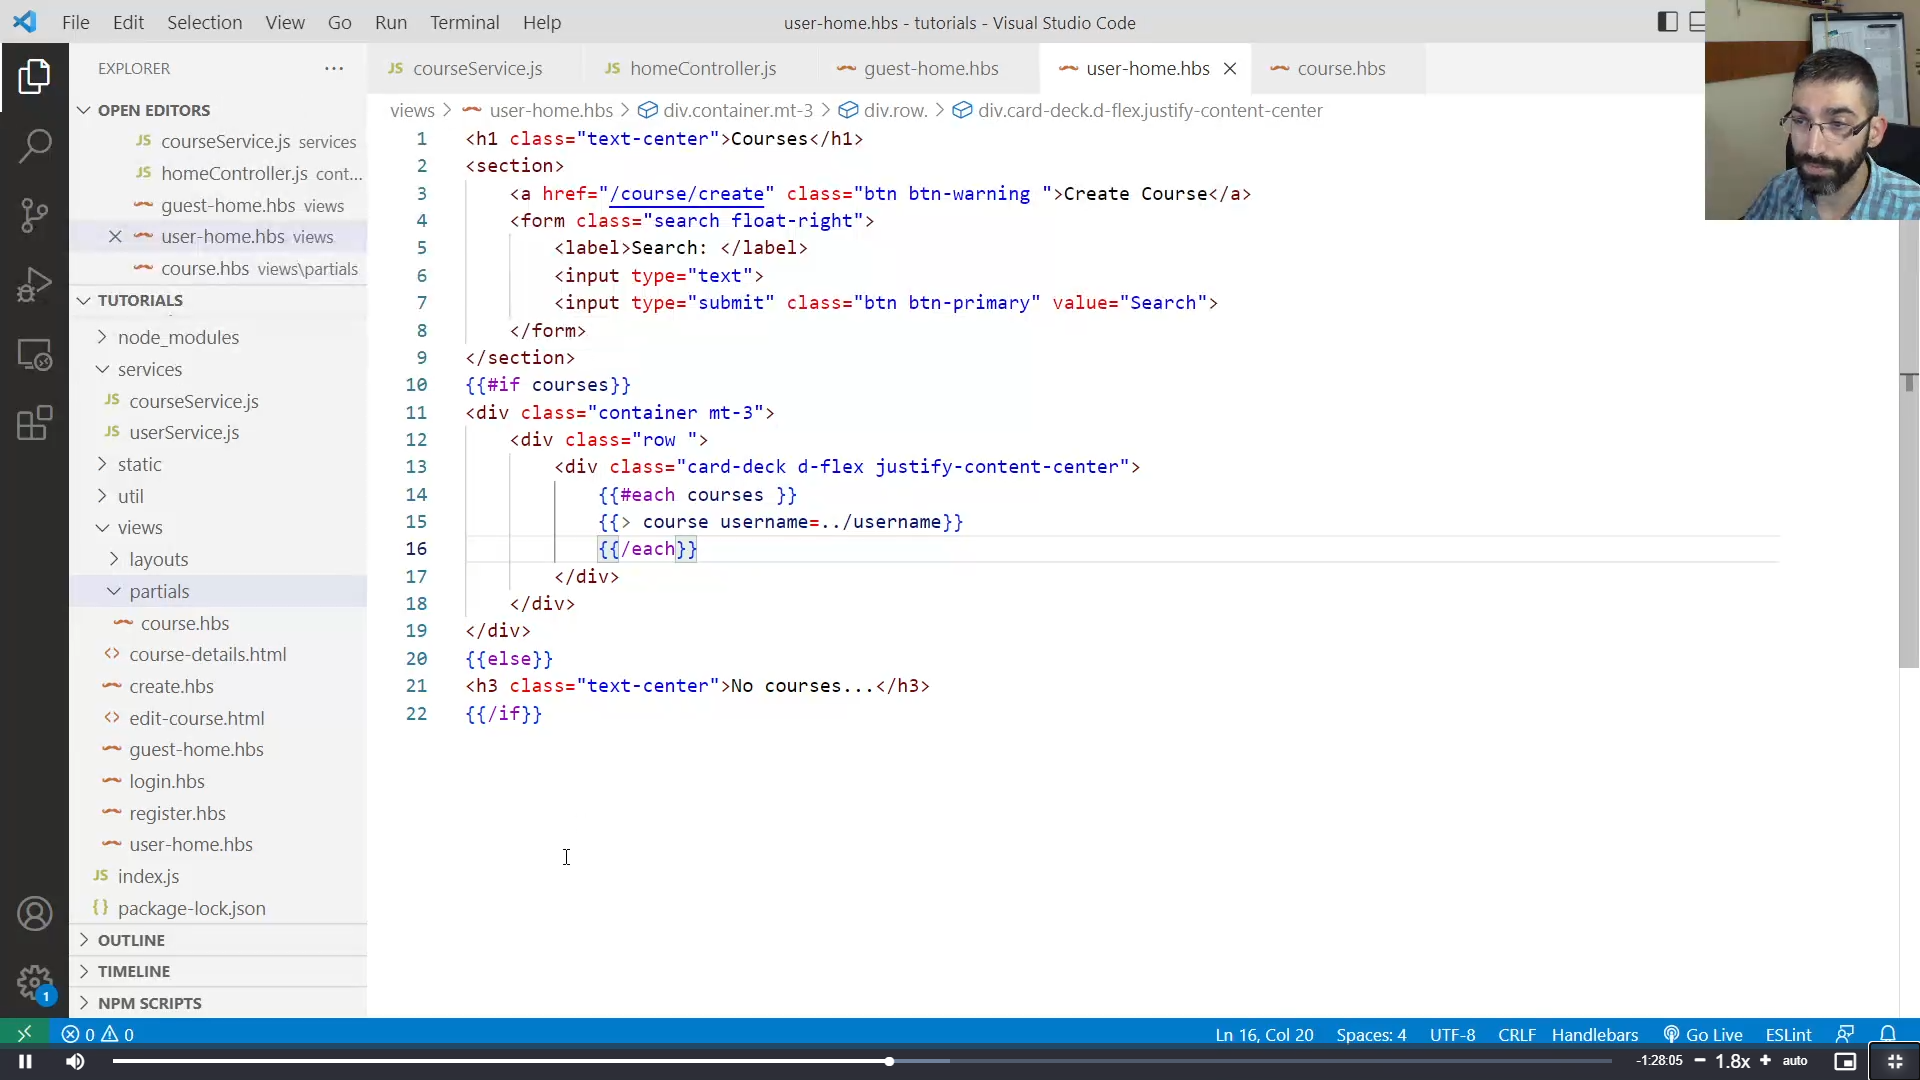 File Edit Selection View Go Run Terminal Help
user-home.hbs - tutorials - Visual Studio Code
EXPLORER ...
JS courseService.js
JS homeController.js
guest-home.hbs
user-home.hbs
course.hbs
OPEN EDITORS
JS courseService.js services
JS homeController.js cont...
guest-home.hbs views
user-home.hbs views
course.hbs views\partials
TUTORIALS
node_modules
services
JS courseService.js
JS userService.js
static
util
views
layouts
partials
course.hbs
<> course-details.html
create.hbs
<> edit-course.html
guest-home.hbs
login.hbs
register.hbs
user-home.hbs
JS index.js
{} package-lock.json
OUTLINE
TIMELINE
NPM SCRIPTS
1
views > user-home.hbs > div.container.mt-3 > div.row. > div.card-deck.d-flex.justify-content-center
1 <h1 class="text-center">Courses</h1>
2 <section>
3 <a href="/course/create" class="btn btn-warning ">Create Course</a>
4 <form class="search float-right">
5 <label>Search: </label>
6 <input type="text">
7 <input type="submit" class="btn btn-primary" value="Search">
8 </form>
9 </section>
10 {{#if courses}}
11 <div class="container mt-3">
12 <div class="row ">
13 <div class="card-deck d-flex justify-content-center">
14 {{#each courses }}
15 {{> course username=../username}}
16 {{/each}}
17 </div>
18 </div>
19 </div>
20 {{else}}
21 <h3 class="text-center">No courses...</h3>
22 {{/if}}
0 0
Ln 16, Col 20 Spaces: 4 UTF-8 CRLF Handlebars Go Live ESLint
-1:28:05 − 1.8x + auto